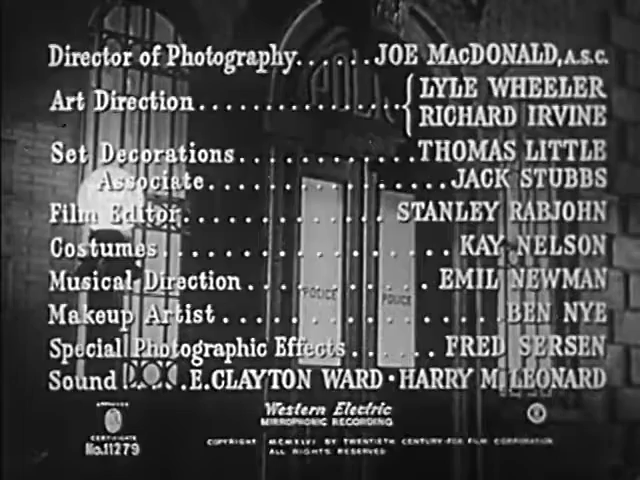 Director of Photography......JOE MACDONALD, A.S.C.
Art Direction...............{LYLE WHEELER
RICHARD IRVINE
Set Decorations............THOMAS LITTLE
Associate................JACK STUBBS
Film Editor..............STANLEY RABJOHN
Costumes..................KAY NELSON
Musical Direction...........EMIL NEWMAN
Makeup Artist.................BEN NYE
Special Photographic Effects......FRED SERSEN
Sound.....E. CLAYTON WARD · HARRY M. LEONARD
POLICE
POLICE
APPROVED
CERTIFICATE
No.11279
Western Electric
MIRROPHONIC RECORDING
COPYRIGHT MCMXLVI BY TWENTIETH CENTURY-FOX FILM CORPORATION
ALL RIGHTS RESERVED